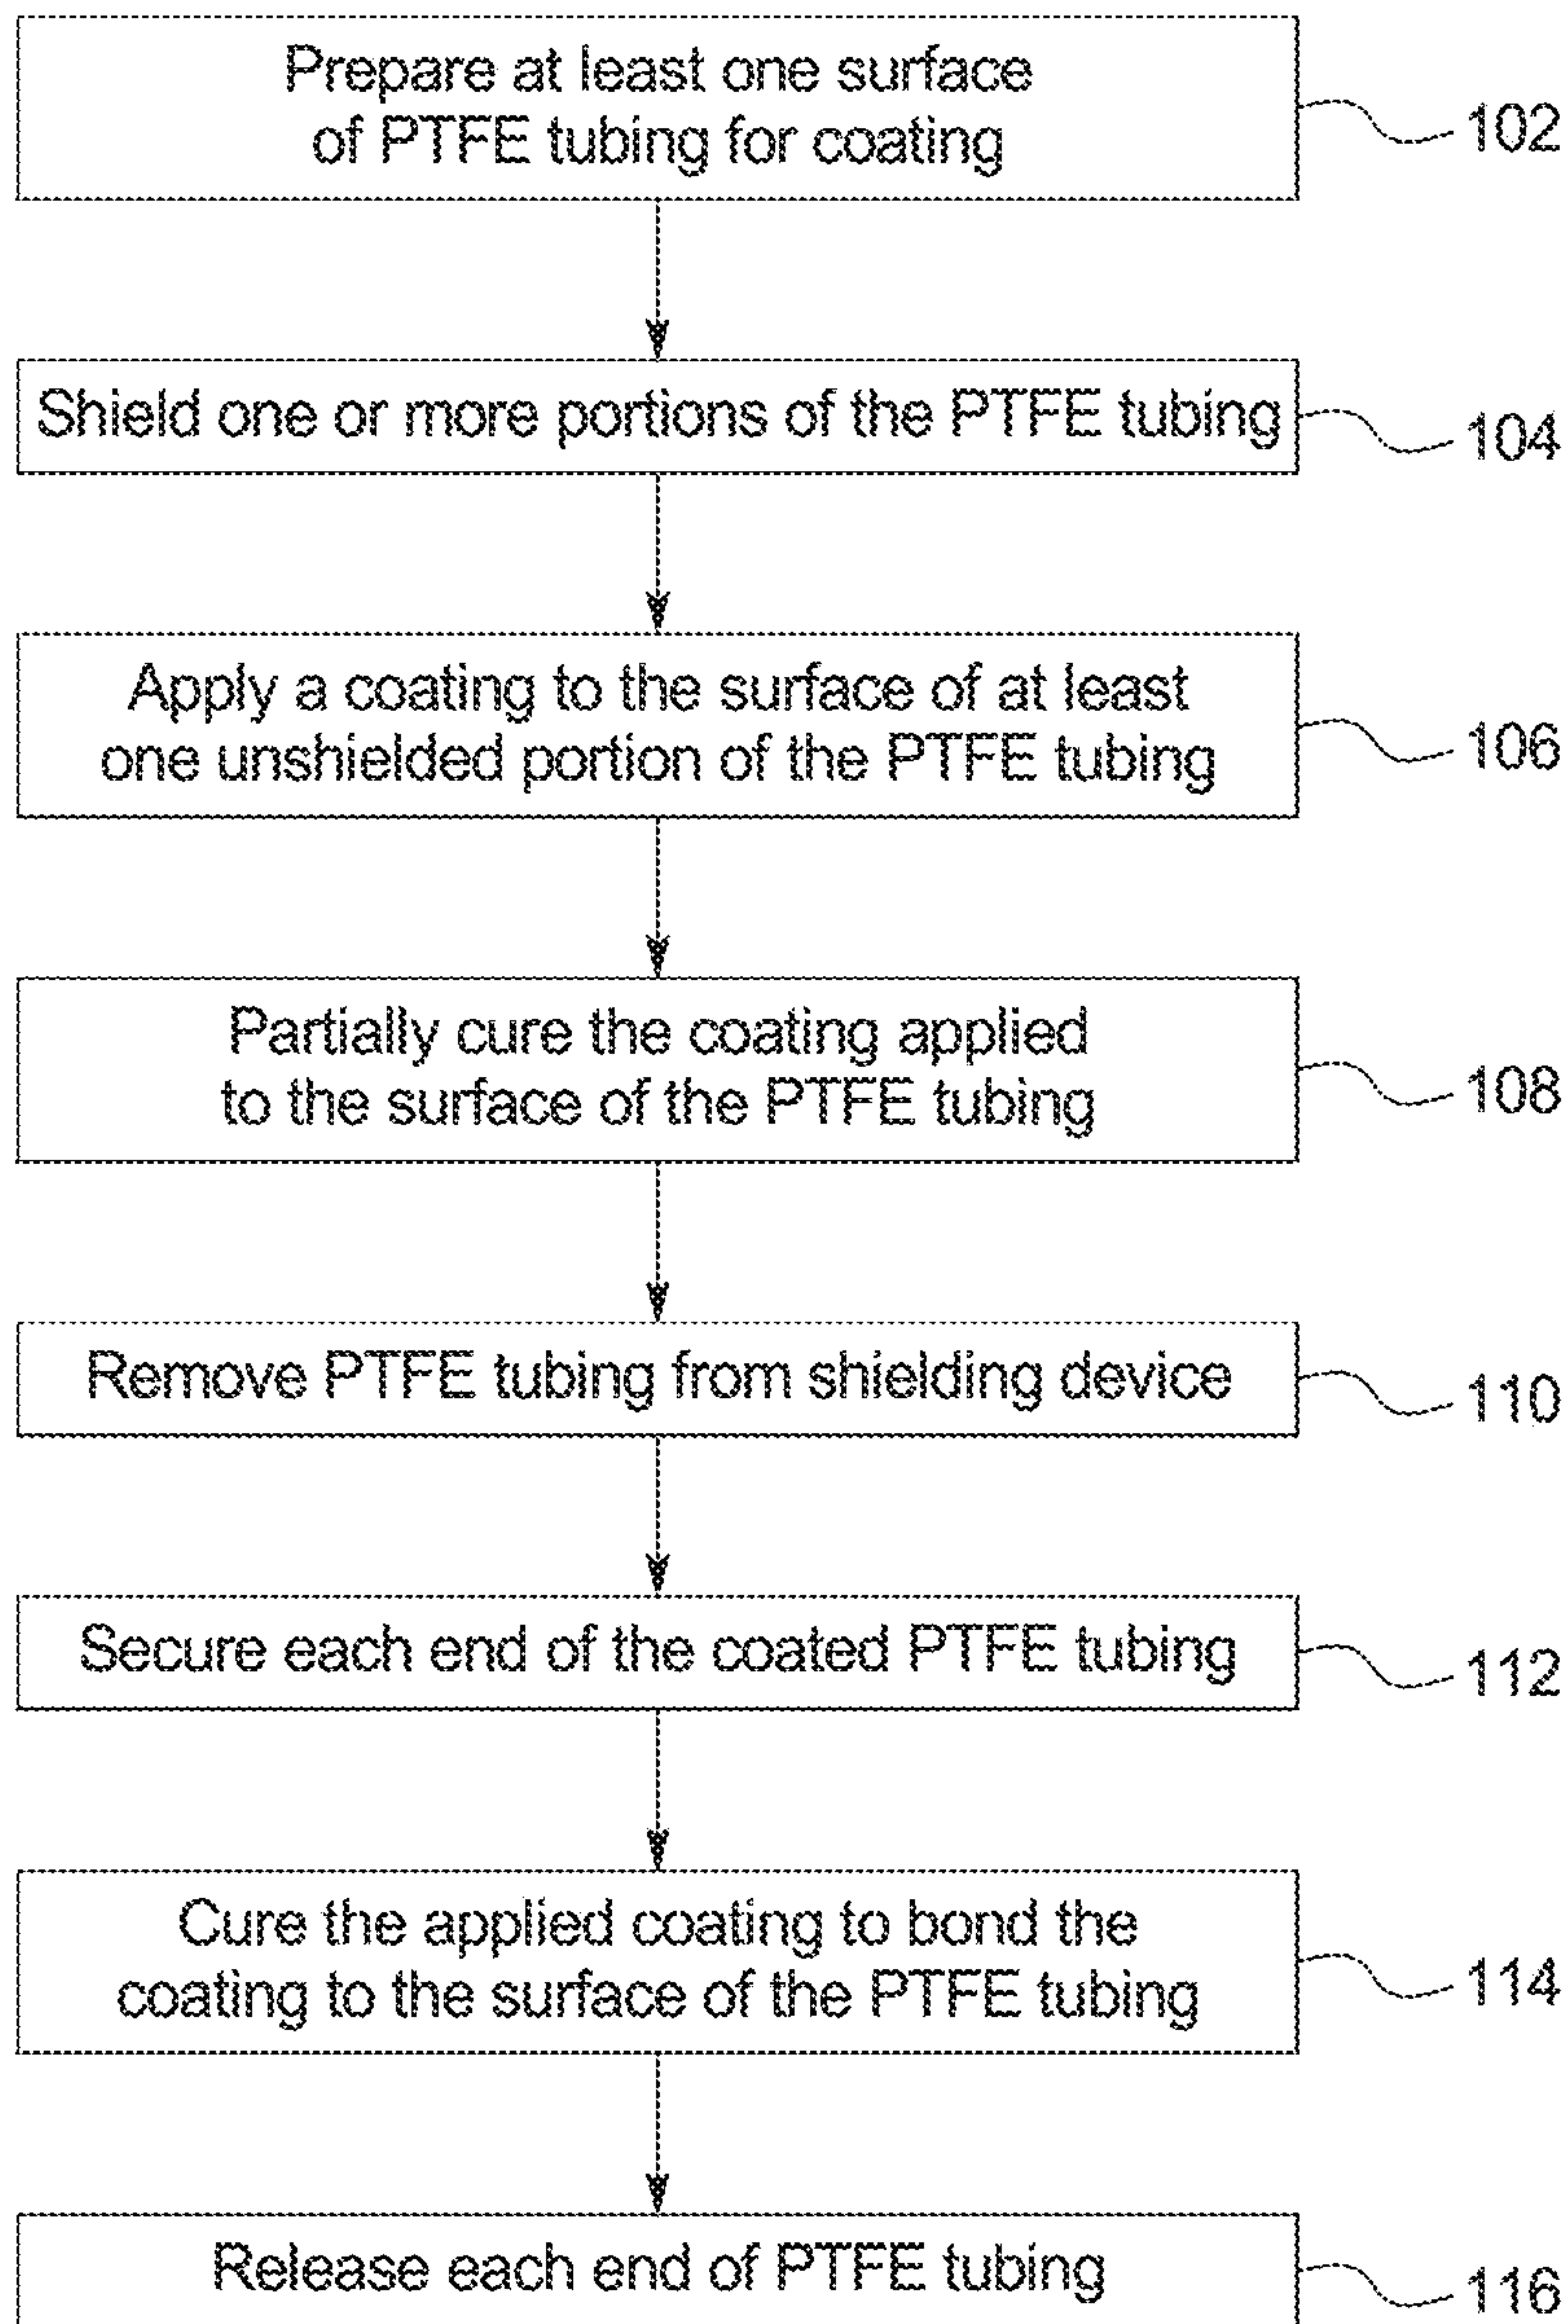 Prepare at least one surface
of PTFE tubing for coating
102
Shield one or more portions of the PTFE tubing
104
Apply a coating to the surface of at least
one unshielded portion of the PTFE tubing
106
Partially cure the coating applied
to the surface of the PTFE tubing
108
Remove PTFE tubing from shielding device
110
Secure each end of the coated PTFE tubing
112
Cure the applied coating to bond the
coating to the surface of the PTFE tubing
114
Release each end of PTFE tubing
116